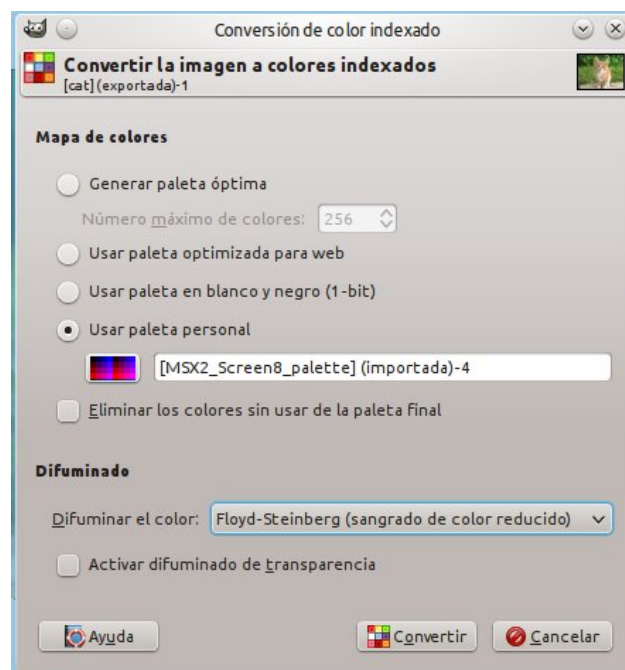 Conversión de color indexado
Convertir la imagen a colores indexados
[cat] (exportada)-1
Mapa de colores
Generar paleta óptima
Número máximo de colores: 256
Usar paleta optimizada para web
Usar paleta en blanco y negro (1-bit)
Usar paleta personal
[MSX2_Screen8_palette] (importada)-4
Eliminar los colores sin usar de la paleta final
Difuminado
Difuminar el color: Floyd-Steinberg (sangrado de color reducido)
Activar difuminado de transparencia
Ayuda Convertir Cancelar